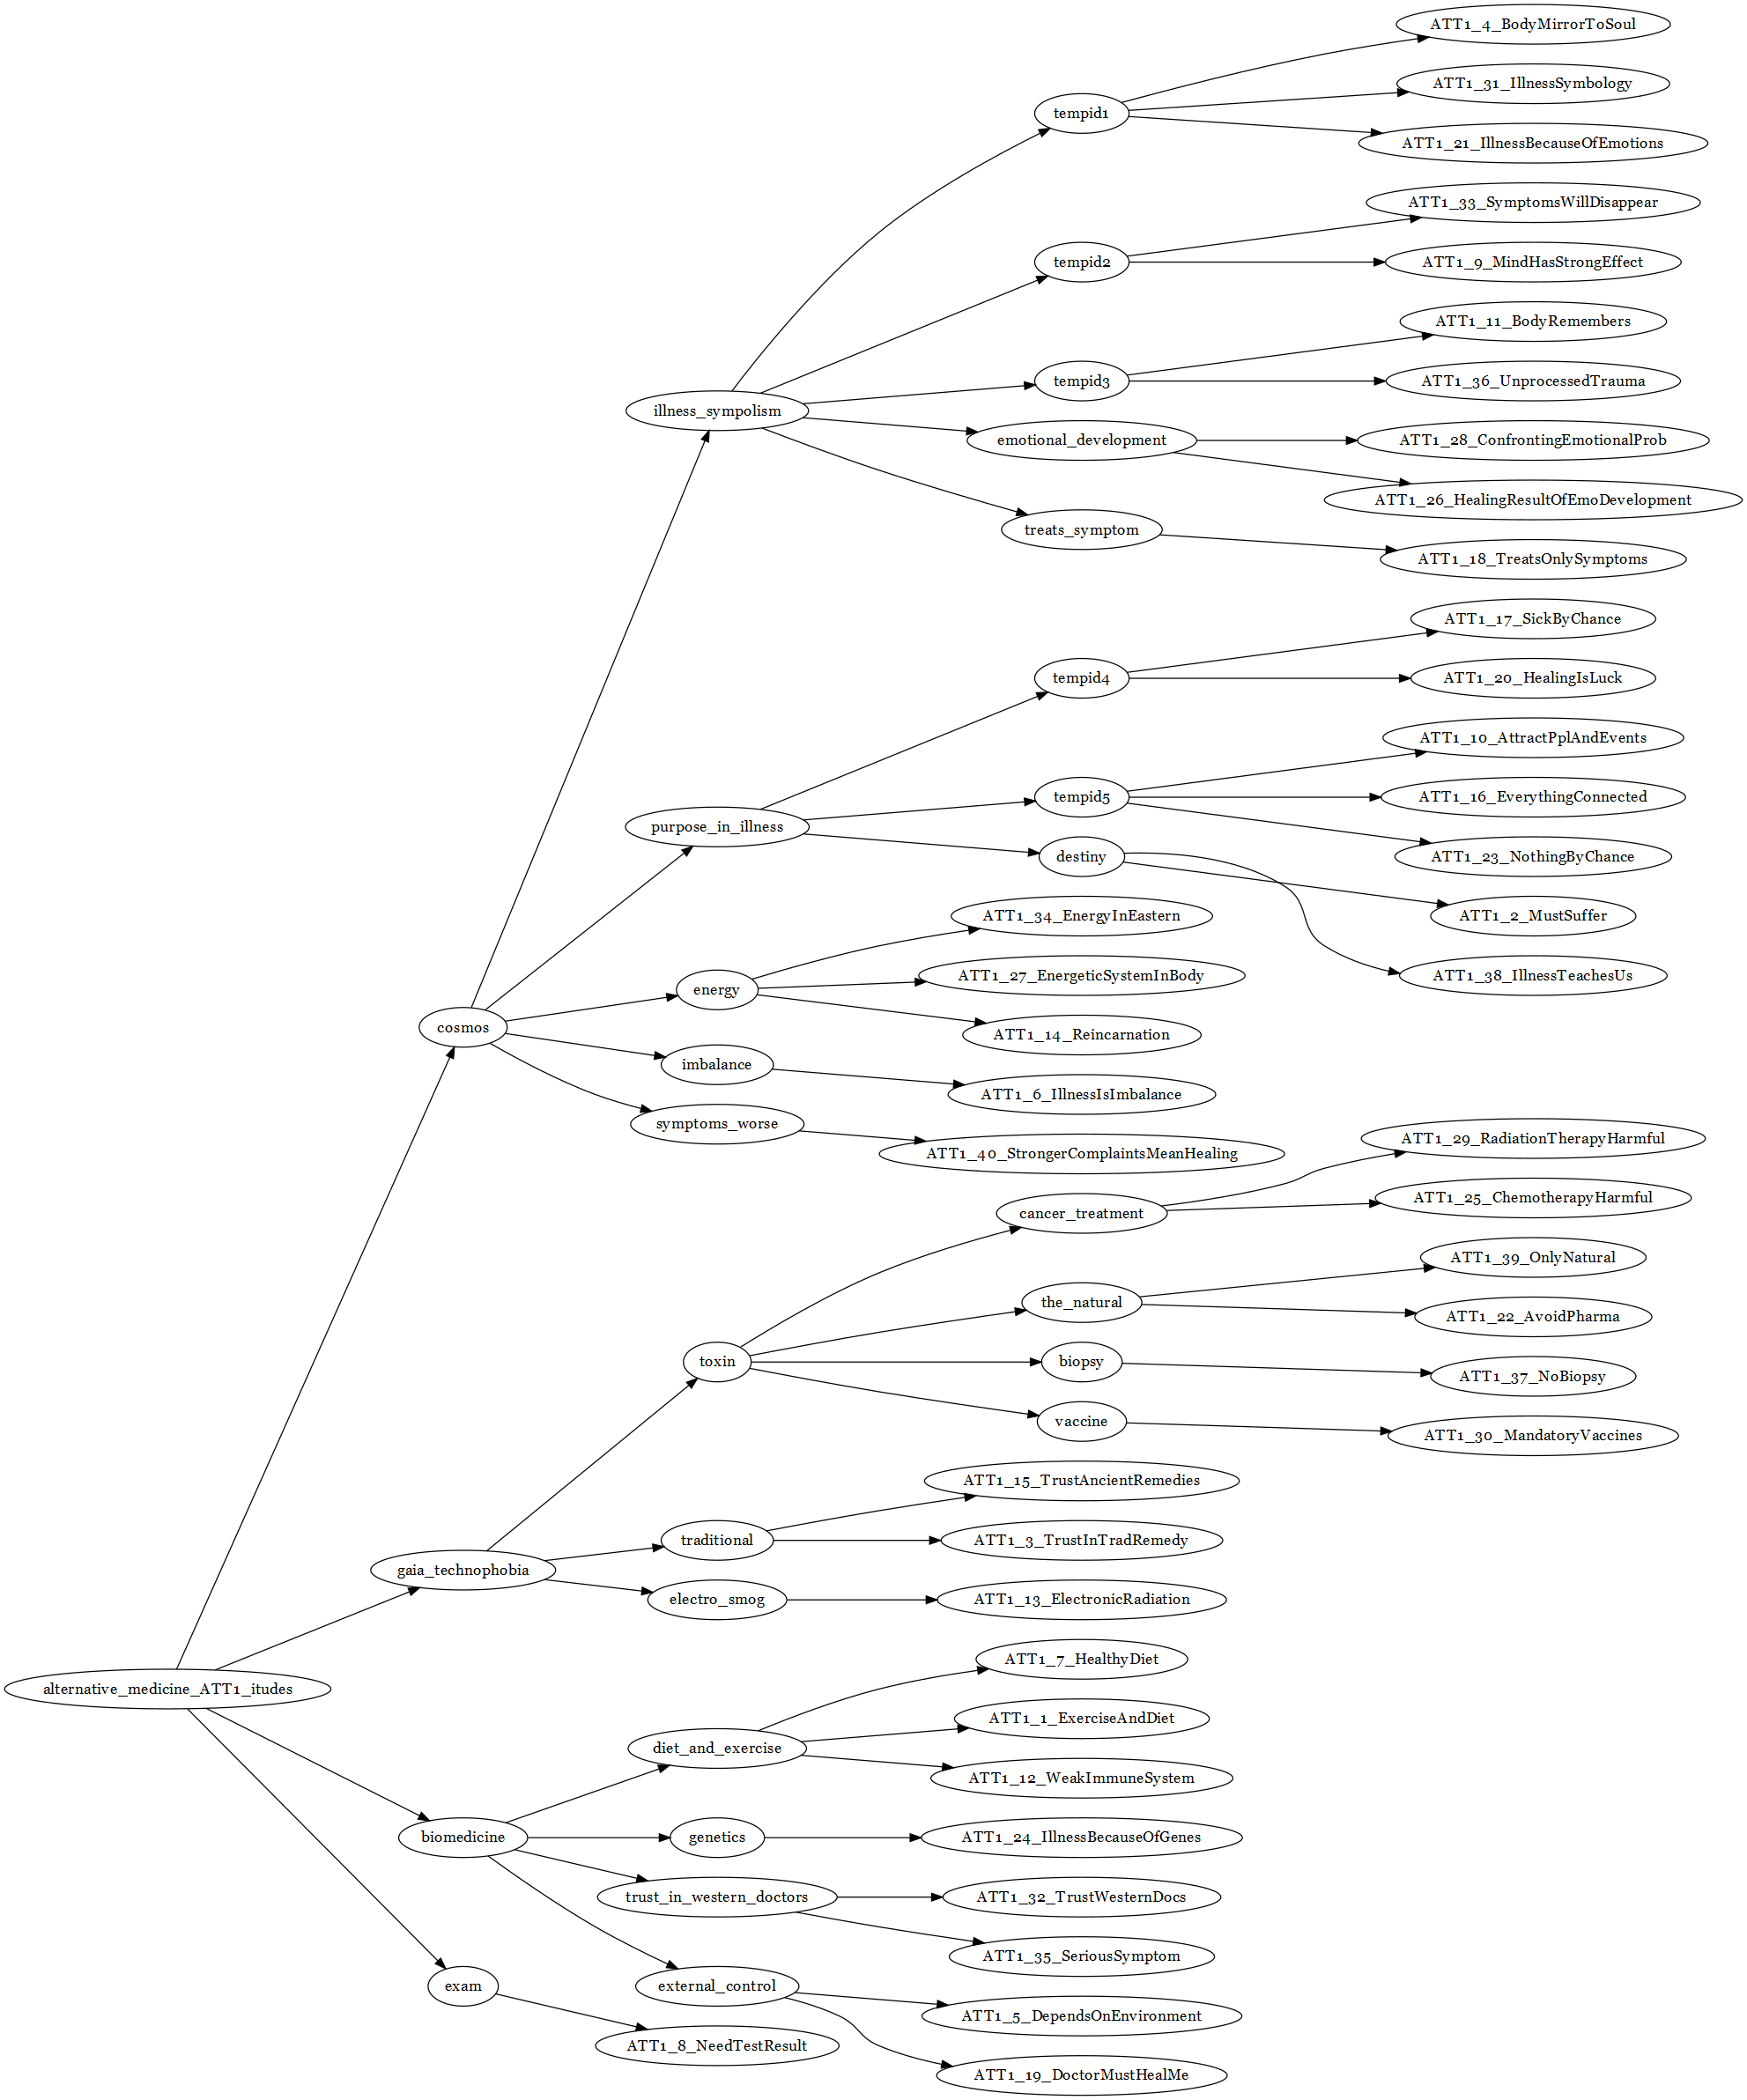 ATT1_4_BodyMirrorToSoul
ATT1_31_IllnessSymbology
tempid1
ATT1_21_IllnessBecauseOfEmotions
ATT1_33_SymptomsWillDisappear
tempid2
ATT1_9_MindHasStrongEffect
ATT1_11_BodyRemembers
tempid3
ATT1_36_UnprocessedTrauma
illness_sympolism
emotional_development
ATT1_28_ConfrontingEmotionalProb
ATT1_26_HealingResultOfEmoDevelopment
treats_symptom
ATT1_18_TreatsOnlySymptoms
ATT1_17_SickByChance
tempid4
ATT1_20_HealingIsLuck
ATT1_10_AttractPplAndEvents
tempid5
ATT1_16_EverythingConnected
purpose_in_illness
destiny
ATT1_23_NothingByChance
ATT1_34_EnergyInEastern
ATT1_2_MustSuffer
energy
ATT1_27_EnergeticSystemInBody
ATT1_38_IllnessTeachesUs
cosmos
ATT1_14_Reincarnation
imbalance
ATT1_6_IllnessIsImbalance
symptoms_worse
ATT1_40_StrongerComplaintsMeanHealing
ATT1_29_RadiationTherapyHarmful
cancer_treatment
ATT1_25_ChemotherapyHarmful
ATT1_39_OnlyNatural
the_natural
ATT1_22_AvoidPharma
toxin
biopsy
ATT1_37_NoBiopsy
vaccine
ATT1_30_MandatoryVaccines
ATT1_15_TrustAncientRemedies
traditional
ATT1_3_TrustInTradRemedy
gaia_technophobia
electro_smog
ATT1_13_ElectronicRadiation
ATT1_7_HealthyDiet
alternative_medicine_ATT1_itudes
ATT1_1_ExerciseAndDiet
diet_and_exercise
ATT1_12_WeakImmuneSystem
biomedicine
genetics
ATT1_24_IllnessBecauseOfGenes
trust_in_western_doctors
ATT1_32_TrustWesternDocs
ATT1_35_SeriousSymptom
exam
external_control
ATT1_5_DependsOnEnvironment
ATT1_8_NeedTestResult
ATT1_19_DoctorMustHealMe